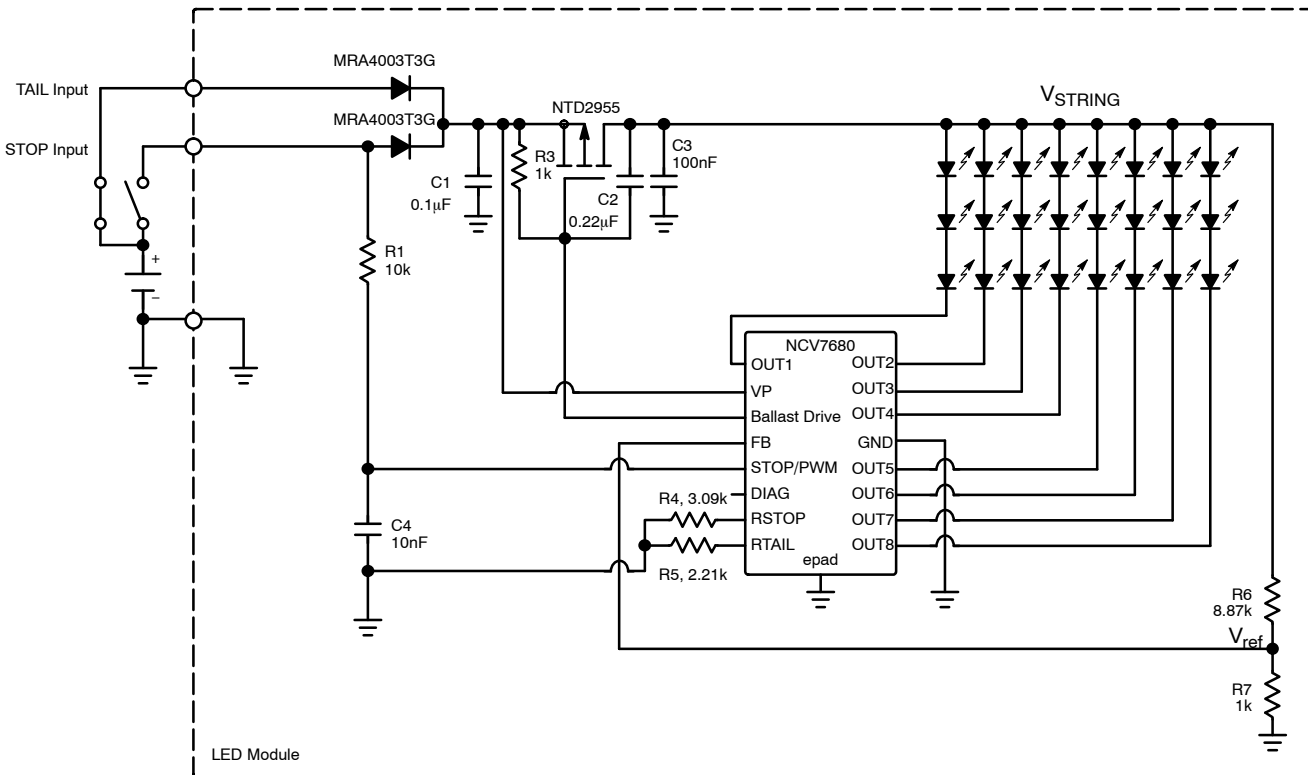 MRA4003T3G
TAIL Input
MRA4003T3G
STOP Input
NTD2955
VSTRING
R3
1k
C3
100nF
C1
0.1µF
C2
0.22µF
+
–
R1
10k
NCV7680
OUT1
VP
Ballast Drive
FB
STOP/PWM
DIAG
RSTOP
RTAIL
OUT2
OUT3
OUT4
GND
OUT5
OUT6
OUT7
OUT8
epad
R4, 3.09k
R5, 2.21k
C4
10nF
R6
8.87k
Vref
R7
1k
LED Module